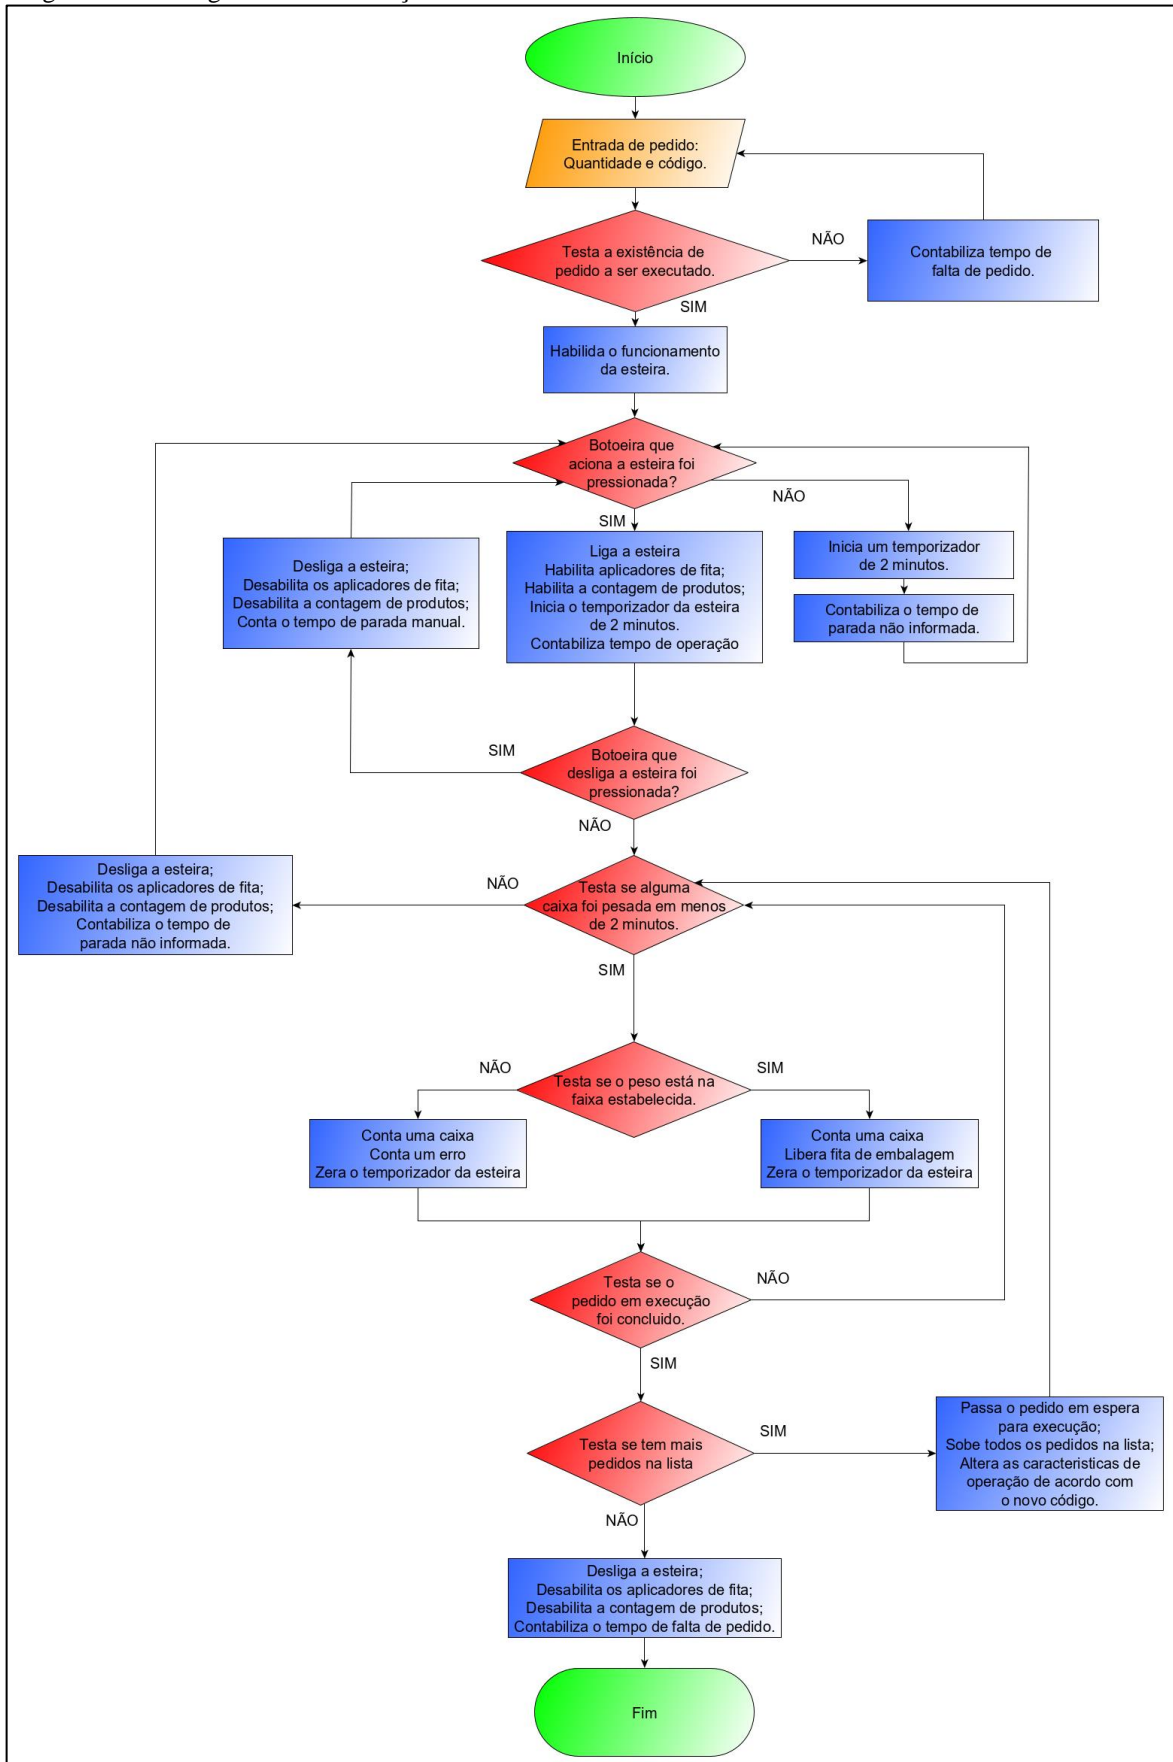 Início
Entrada de pedido:
Quantidade e código.
Testa a existência de
pedido a ser executado.
NÃO
Contabiliza tempo de
falta de pedido.
SIM
Habilida o funcionamento
da esteira.
Botoeira que
aciona a esteira foi
pressionada?
NÃO
SIM
Desliga a esteira;
Desabilita os aplicadores de fita;
Desabilita a contagem de produtos;
Conta o tempo de parada manual.
Liga a esteira
Habilita aplicadores de fita;
Habilita a contagem de produtos;
Inicia o temporizador da esteira
de 2 minutos.
Contabiliza tempo de operação
Inicia um temporizador
de 2 minutos.
Contabiliza o tempo de
parada não informada.
SIM
Botoeira que
desliga a esteira foi
pressionada?
NÃO
Desliga a esteira;
Desabilita os aplicadores de fita;
Desabilita a contagem de produtos;
Contabiliza o tempo de
parada não informada.
NÃO
Testa se alguma
caixa foi pesada em menos
de 2 minutos.
SIM
NÃO
Testa se o peso está na
faixa estabelecida.
SIM
Conta uma caixa
Conta um erro
Zera o temporizador da esteira
Conta uma caixa
Libera fita de embalagem
Zera o temporizador da esteira
Testa se o
pedido em execução
foi concluido.
NÃO
SIM
Testa se tem mais
pedidos na lista
SIM
Passa o pedido em espera
para execução;
Sobe todos os pedidos na lista;
Altera as caracteristicas de
operação de acordo com
o novo código.
NÃO
Desliga a esteira;
Desabilita os aplicadores de fita;
Desabilita a contagem de produtos;
Contabiliza o tempo de falta de pedido.
Fim